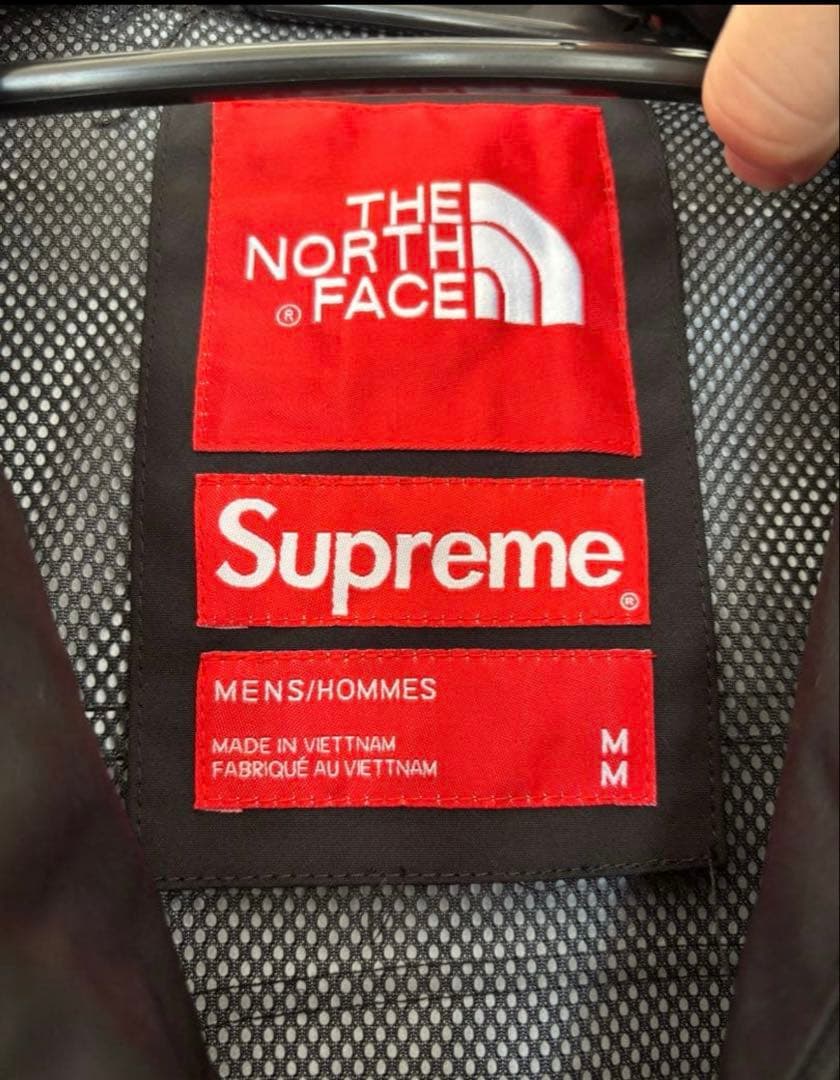 THE
NORTH
FACE
®
Supreme
®
MENS/HOMMES
MADE IN VIETTNAM
FABRIQUÉ AU VIETTNAM
M
M